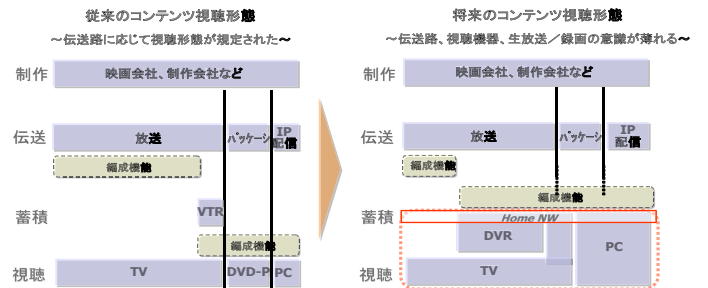 従来のコンテンツ視聴形態
~伝送路に応じて視聴形態が規定された~
制作
映画会社、制作会社など
伝送
放送
パッケージ
IP
配信
編成機能
蓄積
VTR
編成機能
視聴
TV
DVD-P
PC
将来のコンテンツ視聴形態
~伝送路、視聴機器、生放送/録画の意識が薄れる~
制作
映画会社、制作会社など
伝送
放送
パッケージ
IP
配信
編成機能
編成機能
蓄積
Home NW
DVR
PC
視聴
TV